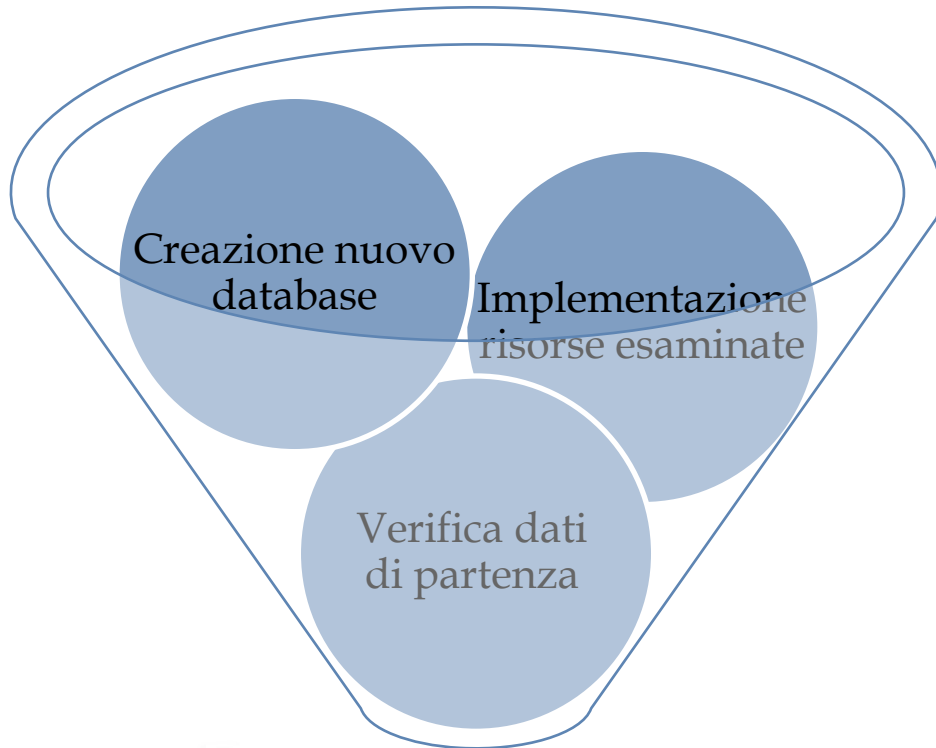 Creazione nuovo
database
Implementazione
risorse esaminate
Verifica dati
di partenza